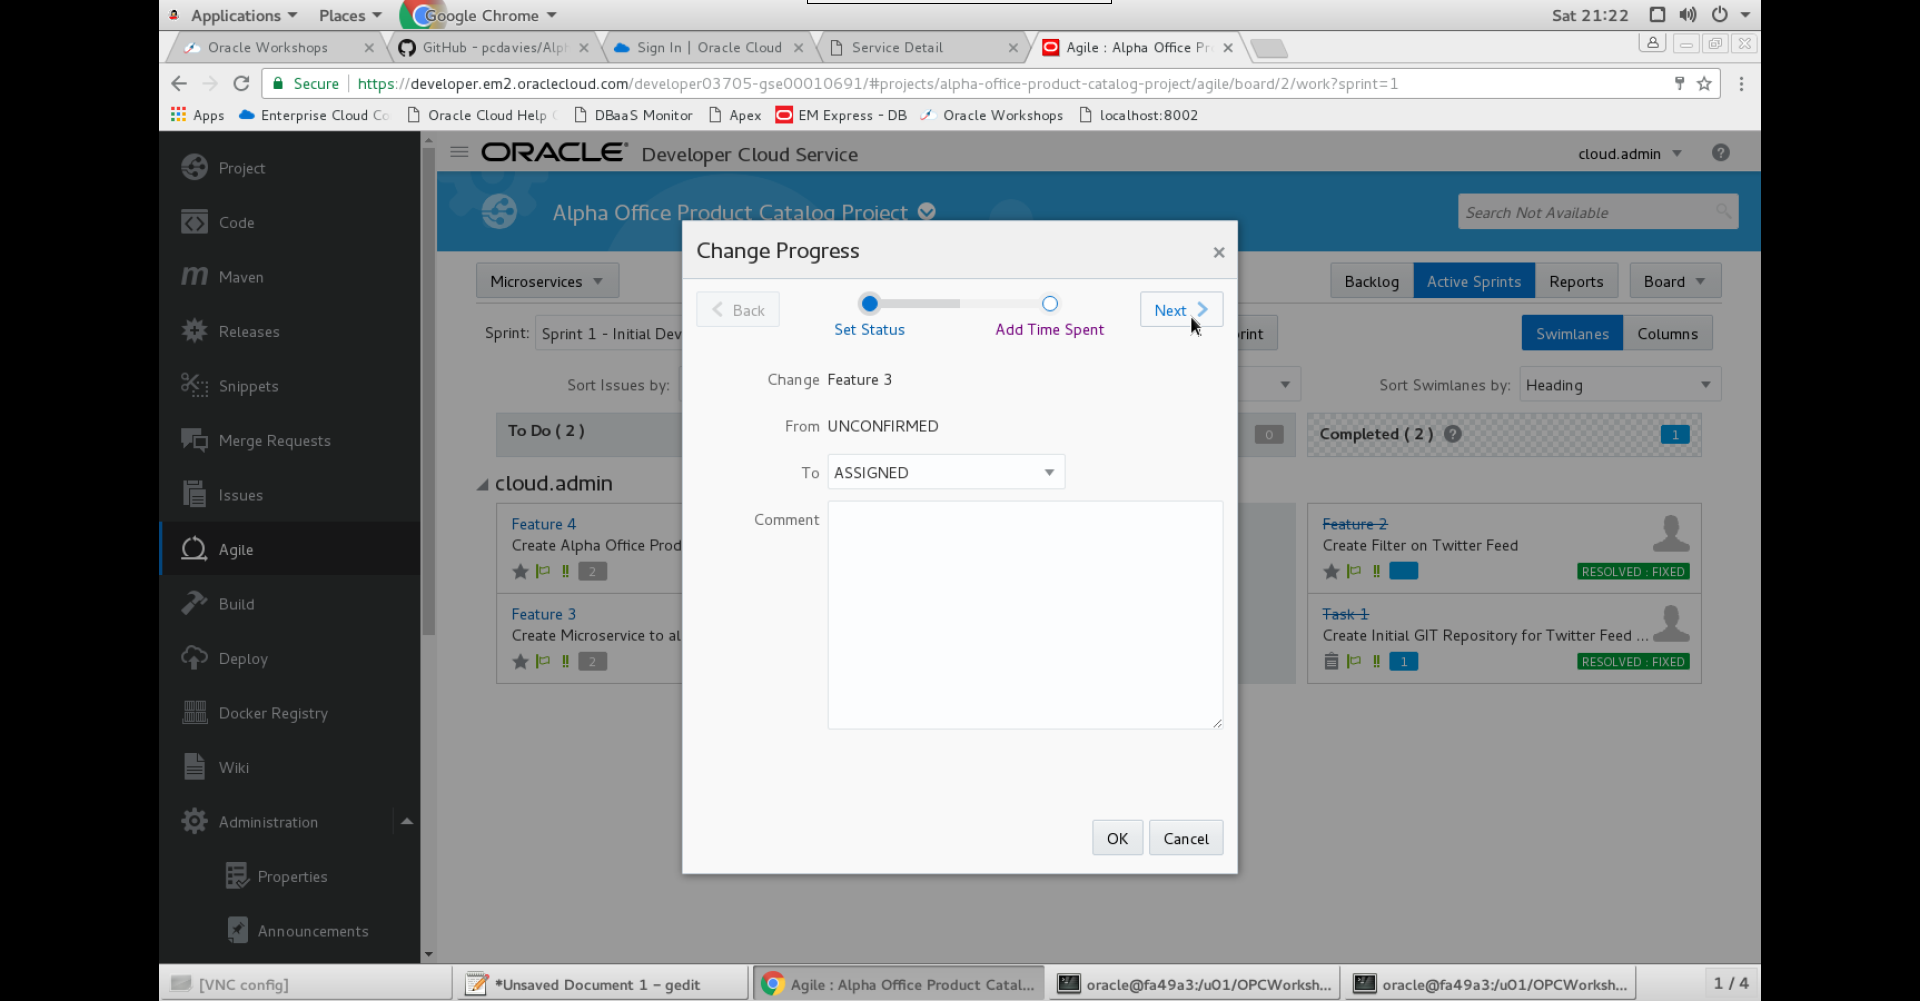 Applications
Places
Google Chrome
Sat 21:22
Oracle Workshops
GitHub - pcdavies/Alph
Sign In | Oracle Cloud
Service Detail
Agile : Alpha Office Pr
Secure
https://developer.em2.oraclecloud.com/developer03705-gse00010691/#projects/alpha-office-product-catalog-project/agile/board/2/work?sprint=1
Apps
Enterprise Cloud Co
Oracle Cloud Help
DBaaS Monitor
Apex
EM Express - DB
Oracle Workshops
localhost:8002
Project
Code
Maven
Releases
Snippets
Merge Requests
Issues
Agile
Build
Deploy
Docker Registry
Wiki
Administration
Properties
Announcements
ORACLE Developer Cloud Service
cloud.admin
Alpha Office Product Catalog Project
Search Not Available
Microservices
Backlog
Active Sprints
Reports
Board
Sprint: Sprint 1 - Initial Dev
rint
Swimlanes
Columns
Sort Issues by:
Sort Swimlanes by: Heading
To Do ( 2 )
0
Completed ( 2 )
1
cloud.admin
Feature 4
Create Alpha Office Prod
2
Feature 3
Create Microservice to al
2
Feature 2
Create Filter on Twitter Feed
RESOLVED : FIXED
Task 1
Create Initial GIT Repository for Twitter Feed ...
1
RESOLVED : FIXED
Change Progress
×
Back
Set Status
Add Time Spent
Next
Change Feature 3
From UNCONFIRMED
To ASSIGNED
Comment
OK
Cancel
[VNC config]
*Unsaved Document 1 - gedit
Agile : Alpha Office Product Catal...
oracle@fa49a3:/u01/OPCWorksh...
oracle@fa49a3:/u01/OPCWorksh...
1 / 4